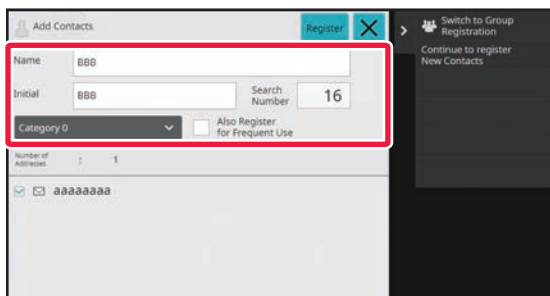 Add Contacts
Register
Switch to Group
Registration
Continue to register
New Contacts
Name
BBB
Initial
BBB
Search
Number
16
Category 0
Also Register
for Frequent Use
Number of
Addresses
:
1
aaaaaaaa